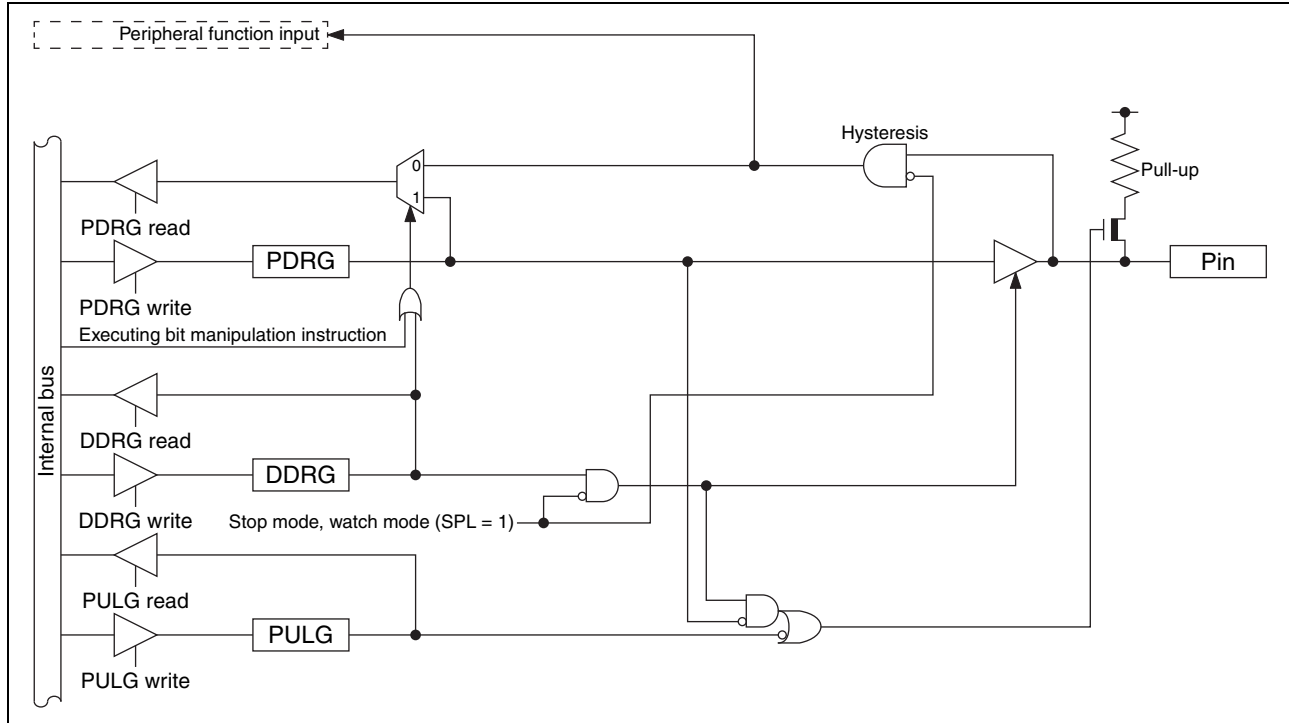 Peripheral function input
Hysteresis
0
Pull-up
1
PDRG read
PDRG
Pin
PDRG write
Executing bit manipulation instruction
Internal bus
DDRG read
DDRG
DDRG write
Stop mode, watch mode (SPL = 1)
PULG read
PULG
PULG write